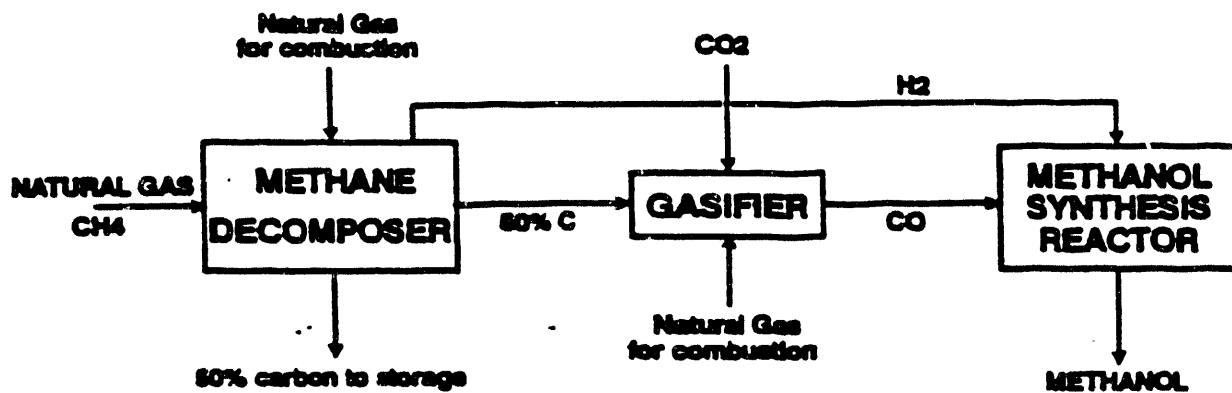 Natural Gas
for combuction
CO2
H2
NATURAL GAS
CH4
METHANE
DECOMPOSER
50% C
GASIFIER
CO
METHANOL
SYNTHESIS
REACTOR
Natural Gas
for combustion
50% carbon to storage
METHANOL